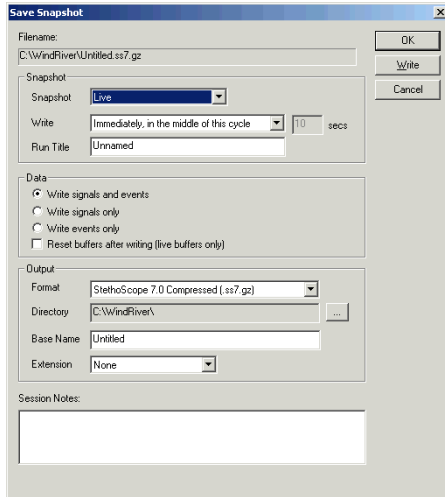 Save Snapshot
Filename:
C:\WindRiver\Untitled.ss7.gz
OK
Write
Cancel
Snapshot
Snapshot Live
Write Immediately, in the middle of this cycle 10 secs
Run Title Unnamed
Data
Write signals and events
Write signals only
Write events only
Reset buffers after writing (live buffers only)
Output
Format StethoScope 7.0 Compressed (.ss7.gz)
Directory C:\WindRiver\ ...
Base Name Untitled
Extension None
Session Notes: